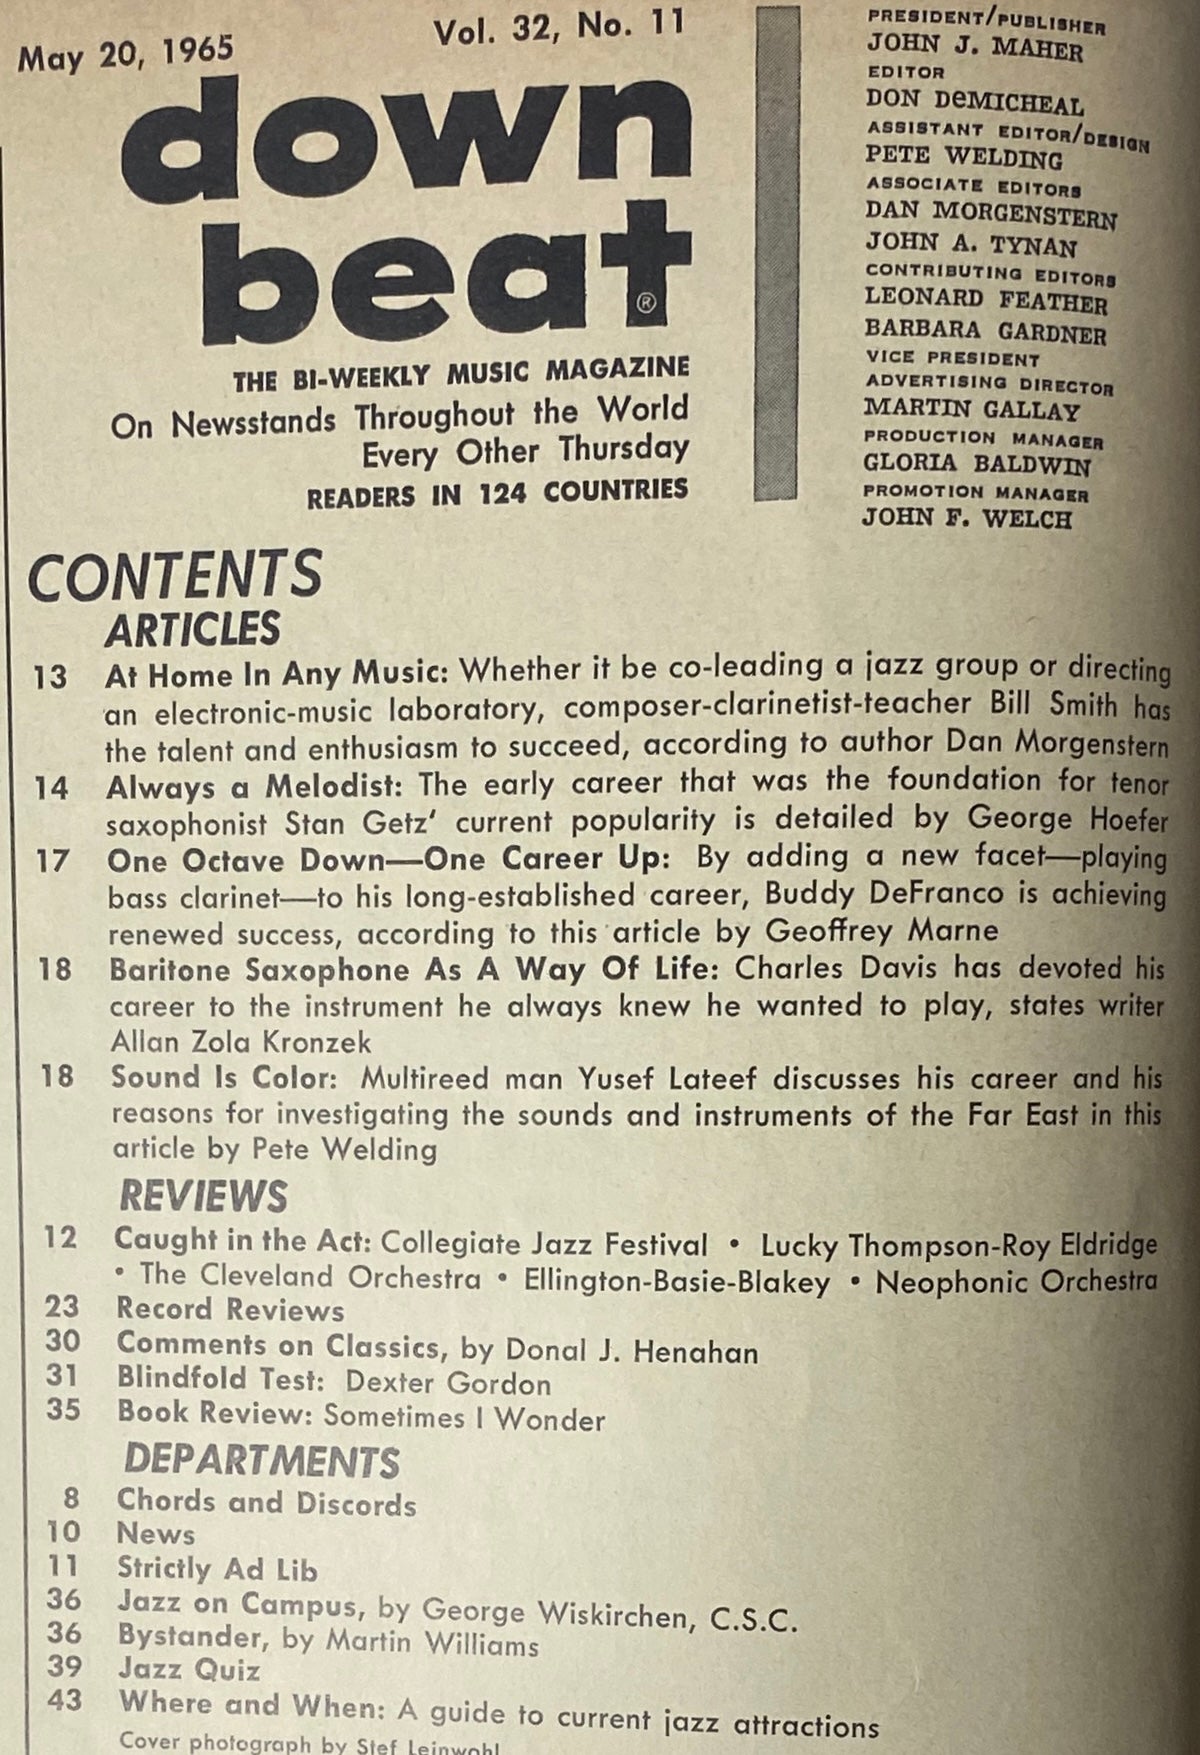 May 20, 1965
Vol. 32, No. 11
down
beat®
THE BI-WEEKLY MUSIC MAGAZINE
On Newsstands Throughout the World
Every Other Thursday
READERS IN 124 COUNTRIES
PRESIDENT/PUBLISHER
JOHN J. MAHER
EDITOR
DON DeMICHEAL
ASSISTANT EDITOR/DESIGN
PETE WELDING
ASSOCIATE EDITORS
DAN MORGENSTERN
JOHN A. TYNAN
CONTRIBUTING EDITORS
LEONARD FEATHER
BARBARA GARDNER
VICE PRESIDENT
ADVERTISING DIRECTOR
MARTIN GALLAY
PRODUCTION MANAGER
GLORIA BALDWIN
PROMOTION MANAGER
JOHN F. WELCH
CONTENTS
ARTICLES
13 At Home In Any Music: Whether it be co-leading a jazz group or directing
an electronic-music laboratory, composer-clarinetist-teacher Bill Smith has
the talent and enthusiasm to succeed, according to author Dan Morgenstern
14 Always a Melodist: The early career that was the foundation for tenor
saxophonist Stan Getz' current popularity is detailed by George Hoefer
17 One Octave Down—One Career Up: By adding a new facet—playing
bass clarinet—to his long-established career, Buddy DeFranco is achieving
renewed success, according to this article by Geoffrey Marne
18 Baritone Saxophone As A Way Of Life: Charles Davis has devoted his
career to the instrument he always knew he wanted to play, states writer
Allan Zola Kronzek
18 Sound Is Color: Multireed man Yusef Lateef discusses his career and his
reasons for investigating the sounds and instruments of the Far East in this
article by Pete Welding
REVIEWS
12 Caught in the Act: Collegiate Jazz Festival • Lucky Thompson-Roy Eldridge
• The Cleveland Orchestra • Ellington-Basie-Blakey • Neophonic Orchestra
23 Record Reviews
30 Comments on Classics, by Donal J. Henahan
31 Blindfold Test: Dexter Gordon
35 Book Review: Sometimes I Wonder
DEPARTMENTS
8 Chords and Discords
10 News
11 Strictly Ad Lib
36 Jazz on Campus, by George Wiskirchen, C.S.C.
36 Bystander, by Martin Williams
39 Jazz Quiz
43 Where and When: A guide to current jazz attractions
Cover photograph by Stef Leinwohl